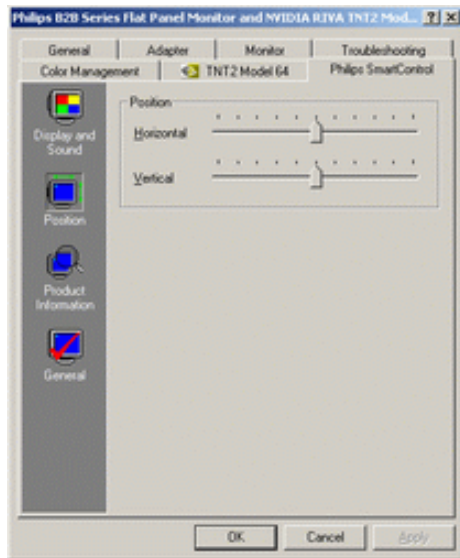 Philips B2B Series Flat Panel Monitor and NVIDIA RIVA TNT2 Mod...
General Adapter Monitor Troubleshooting
Color Management TNT2 Model 64 Philips SmartControl
Display and
Sound
Position
Product
Information
General
Position
Horizontal
Vertical
OK Cancel Apply